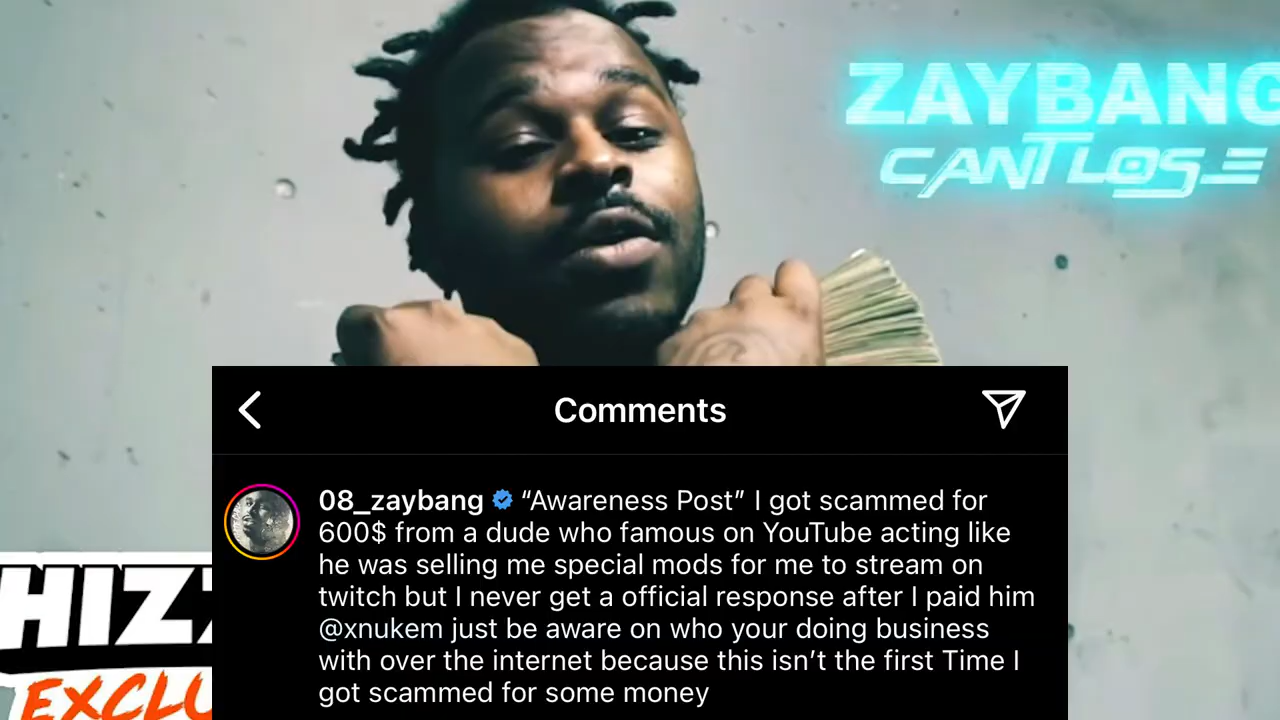 ZAYBANG
CANT LOSE
Comments
08_zaybang “Awareness Post” I got scammed for
600$ from a dude who famous on YouTube acting like
he was selling me special mods for me to stream on
twitch but I never get a official response after I paid him
@xnukem just be aware on who your doing business
with over the internet because this isn’t the first Time I
got scammed for some money